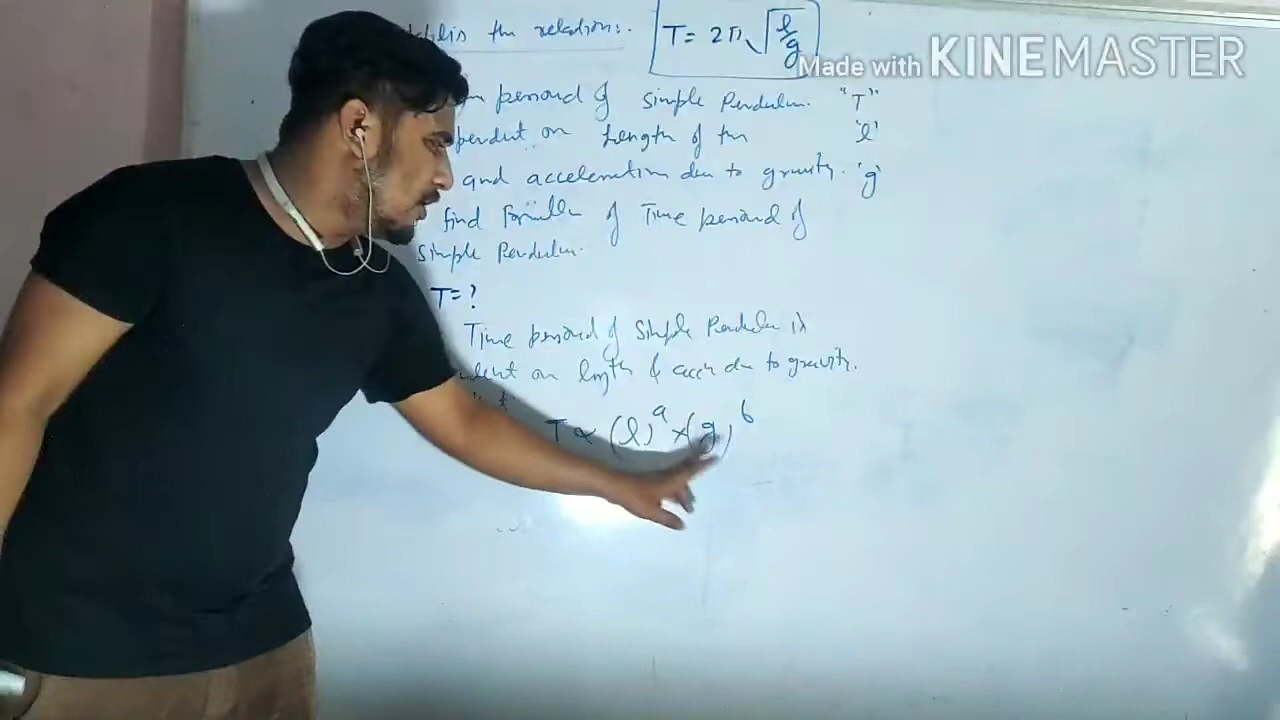 the relation:. T = 2π√(l/g)
Made with KINEMASTER
period of simple Pendulum. "T"
on length of the 'l'
and acceleration due to gravity. 'g'
find Formula of Time period of
Simple Pendulum.
T = ?
Time period of Simple Pendulum is
on length & accn due to gravity.
T ∝ (l)^a × (g)^b